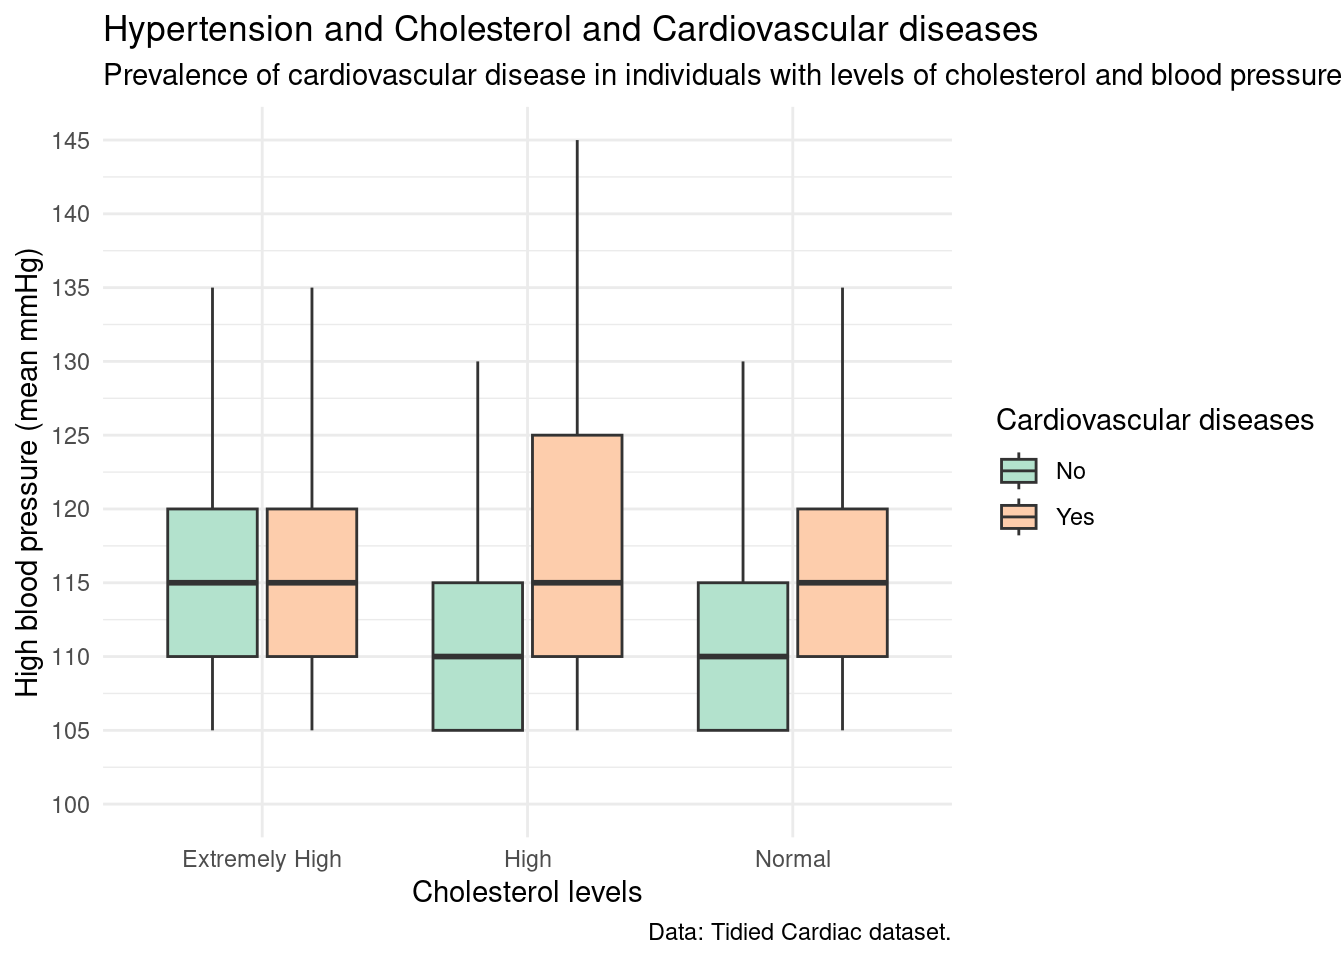 Hypertension and Cholesterol and Cardiovascular diseases
Prevalence of cardiovascular disease in individuals with levels of cholesterol and blood pressure
High blood pressure (mean mmHg)
145
140
135
130
125
120
115
110
105
100
Extremely High
High
Normal
Cholesterol levels
Cardiovascular diseases
No
Yes
Data: Tidied Cardiac dataset.